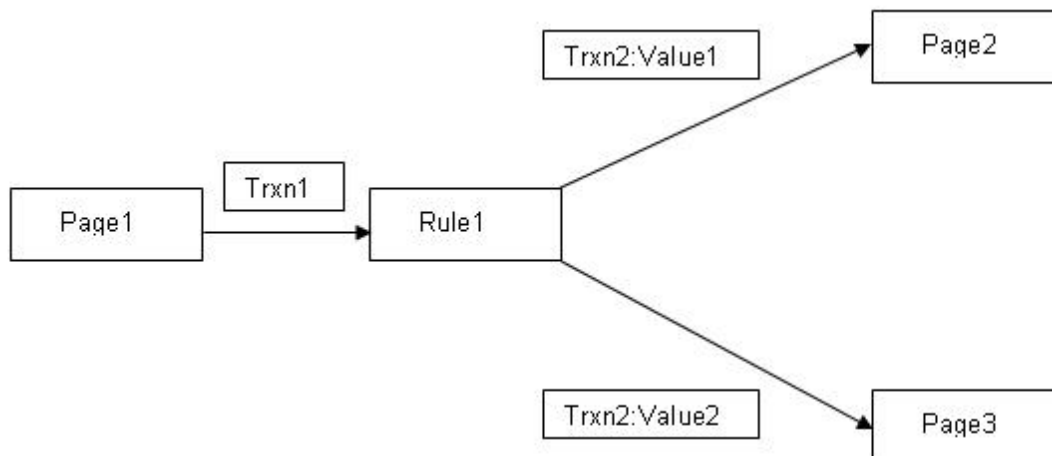 Trxn2:Value1
Page2
Trxn1
Page1
Rule1
Trxn2:Value2
Page3